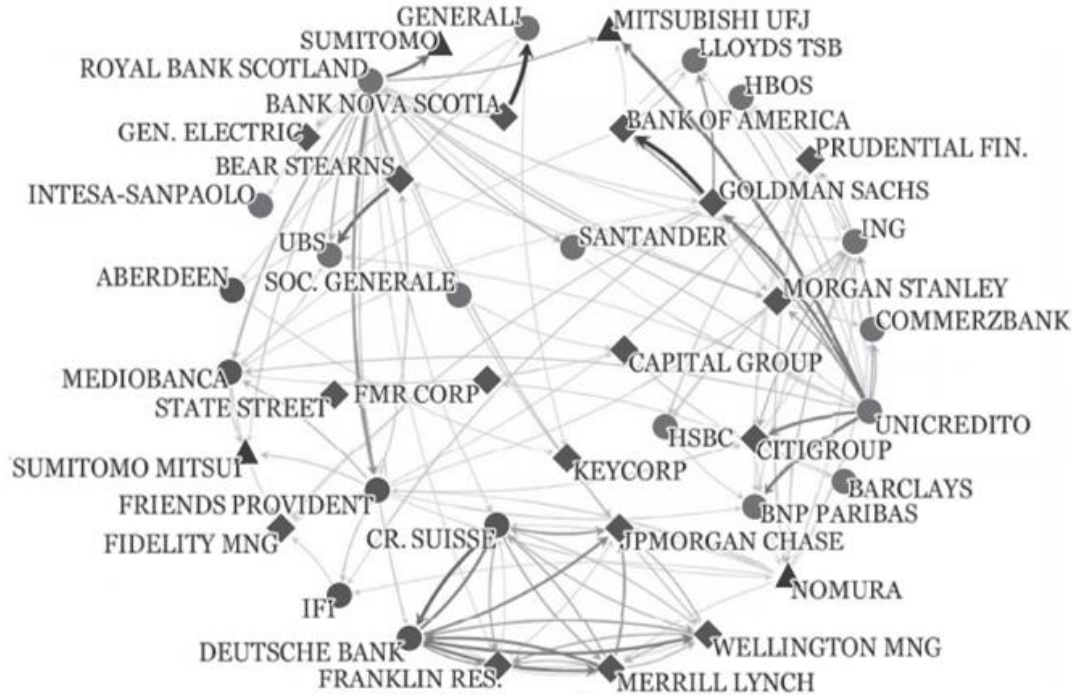 GENERALI
MITSUBISHI UFJ
SUMITOMO
LLOYDS TSB
ROYAL BANK SCOTLAND
HBOS
BANK NOVA SCOTIA
BANK OF AMERICA
GEN. ELECTRIC
PRUDENTIAL FIN.
BEAR STEARNS
GOLDMAN SACHS
INTESA-SANPAOLO
ING
UBS
SANTANDER
ABERDEEN
SOC. GENERALE
MORGAN STANLEY
COMMERZBANK
CAPITAL GROUP
MEDIOBANCA
FMR CORP
STATE STREET
UNICREDITO
HSBC
CITIGROUP
SUMITOMO MITSUI
KEYCORP
BARCLAYS
FRIENDS PROVIDENT
BNP PARIBAS
FIDELITY MNG
CR. SUISSE
JPMORGAN CHASE
NOMURA
IFI
DEUTSCHE BANK
WELLINGTON MNG
FRANKLIN RES.
MERRILL LYNCH